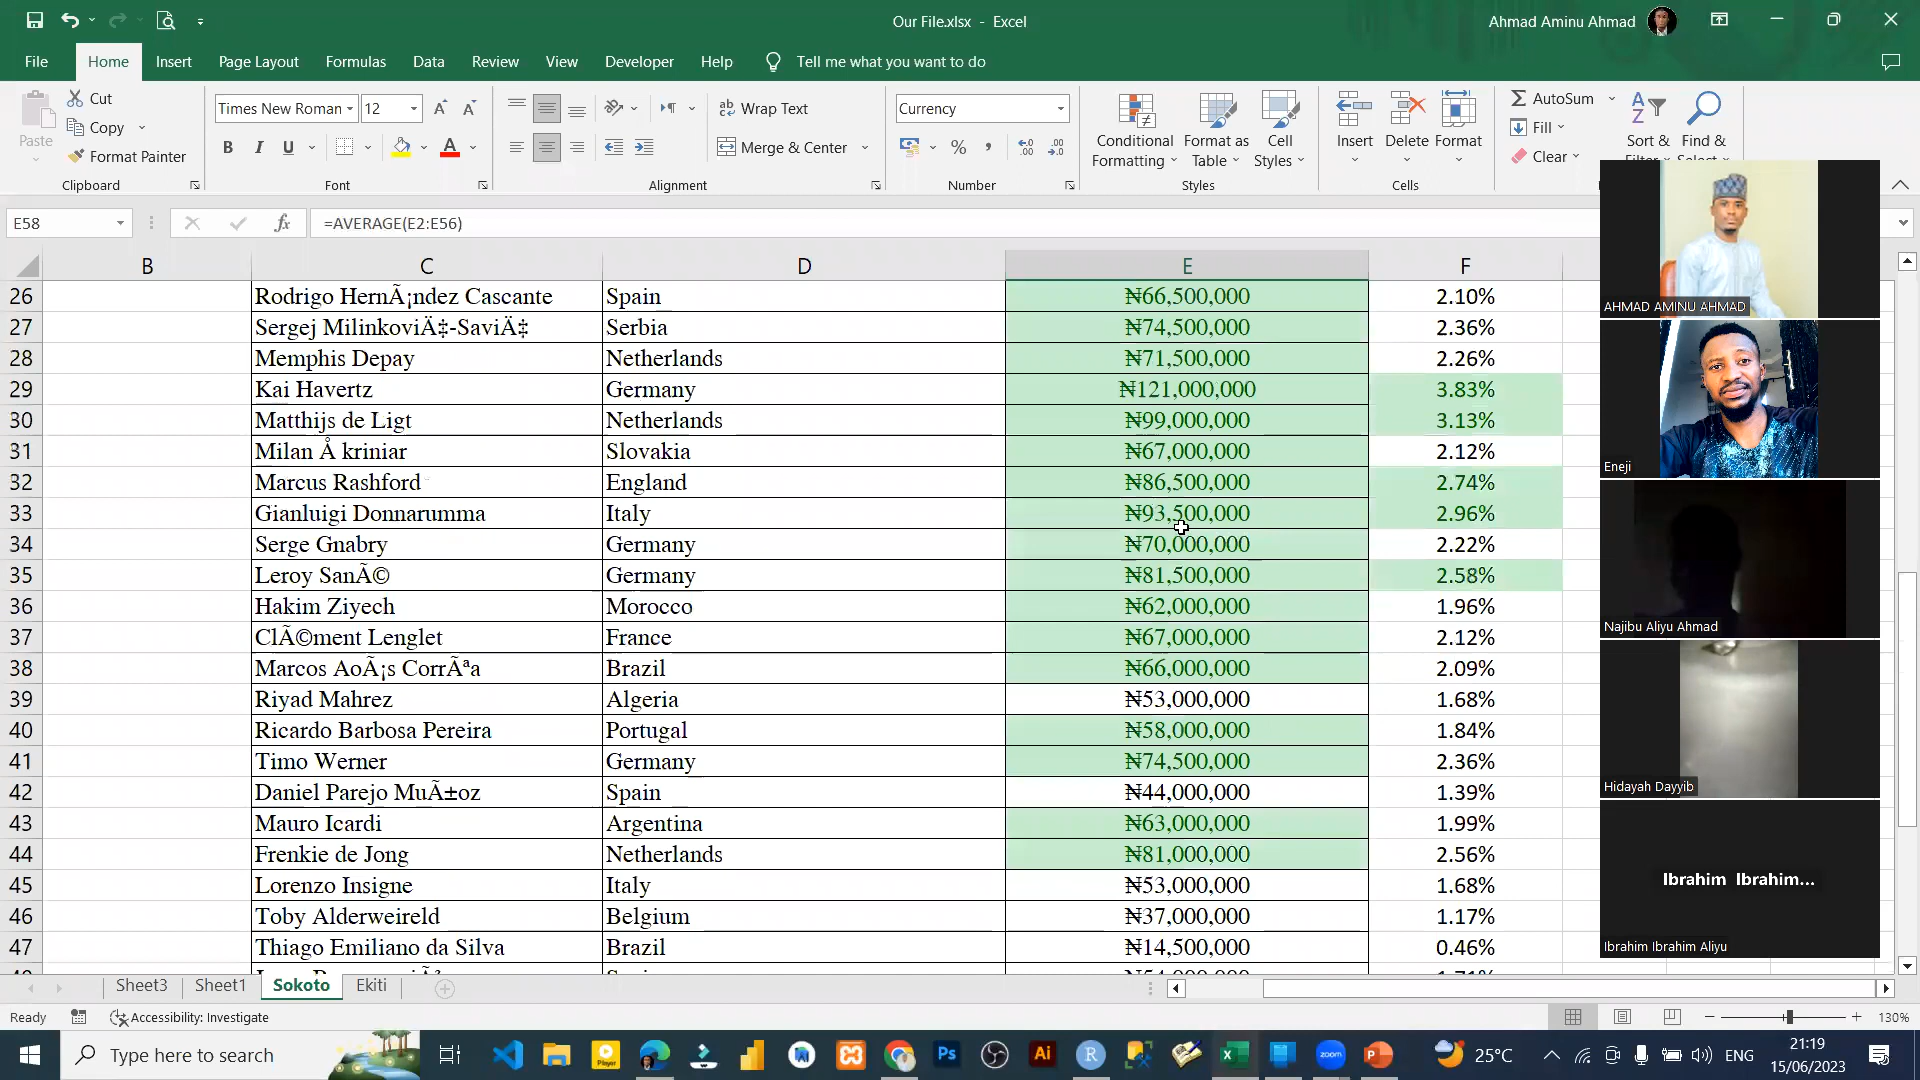 Our File.xlsx - Excel
Ahmad Aminu Ahmad
File Home Insert Page Layout Formulas Data Review View Developer Help Tell me what you want to do
Paste
Cut
Copy
Format Painter
Clipboard
Times New Roman 12
B I U
Font
Wrap Text
Merge & Center
Alignment
Currency
Number
Conditional Formatting
Format as Table
Cell Styles
Styles
Insert
Delete
Format
Cells
AutoSum
Fill
Clear
Sort &
Find &
E58
fx
=AVERAGE(E2:E56)
B C D E F
26 Rodrigo HernÃ¡ndez Cascante Spain ₦66,500,000 2.10%
27 Sergej MilinkoviÄ‡-SaviÄ‡ Serbia ₦74,500,000 2.36%
28 Memphis Depay Netherlands ₦71,500,000 2.26%
29 Kai Havertz Germany ₦121,000,000 3.83%
30 Matthijs de Ligt Netherlands ₦99,000,000 3.13%
31 Milan Å kriniar Slovakia ₦67,000,000 2.12%
32 Marcus Rashford England ₦86,500,000 2.74%
33 Gianluigi Donnarumma Italy ₦93,500,000 2.96%
34 Serge Gnabry Germany ₦70,000,000 2.22%
35 Leroy SanÃ© Germany ₦81,500,000 2.58%
36 Hakim Ziyech Morocco ₦62,000,000 1.96%
37 ClÃ©ment Lenglet France ₦67,000,000 2.12%
38 Marcos AoÃ¡s CorrÃªa Brazil ₦66,000,000 2.09%
39 Riyad Mahrez Algeria ₦53,000,000 1.68%
40 Ricardo Barbosa Pereira Portugal ₦58,000,000 1.84%
41 Timo Werner Germany ₦74,500,000 2.36%
42 Daniel Parejo MuÃ±oz Spain ₦44,000,000 1.39%
43 Mauro Icardi Argentina ₦63,000,000 1.99%
44 Frenkie de Jong Netherlands ₦81,000,000 2.56%
45 Lorenzo Insigne Italy ₦53,000,000 1.68%
46 Toby Alderweireld Belgium ₦37,000,000 1.17%
47 Thiago Emiliano da Silva Brazil ₦14,500,000 0.46%
AHMAD AMINU AHMAD
Eneji
Najibu Aliyu Ahmad
Hidayah Dayyib
Ibrahim Ibrahim...
Ibrahim Ibrahim Aliyu
Sheet3 Sheet1 Sokoto Ekiti
Ready Accessibility: Investigate 130%
Type here to search
Player
Ps
Ai
R
zoom
25°C
ENG
21:19
15/06/2023